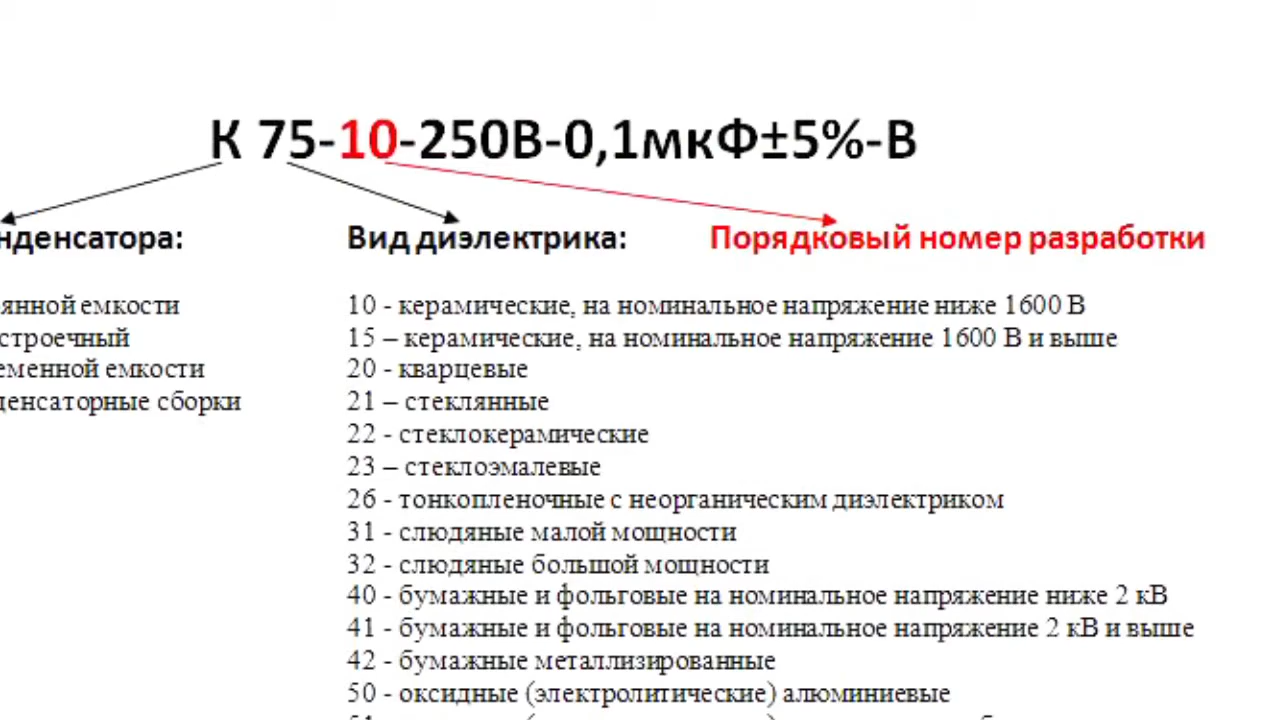 К 75-10-250В-0,1мкФ±5%-В
нденсатора: Вид диэлектрика: Порядковый номер разработки
янной емкости 10 - керамические, на номинальное напряжение ниже 1600 В
строечный 15 – керамические, на номинальное напряжение 1600 В и выше
еменной емкости 20 - кварцевые
денсаторные сборки 21 – стеклянные
22 - стеклокерамические
23 – стеклоэмалевые
26 - тонкопленочные с неорганическим диэлектриком
31 - слюдяные малой мощности
32 - слюдяные большой мощности
40 - бумажные и фольговые на номинальное напряжение ниже 2 кВ
41 - бумажные и фольговые на номинальное напряжение 2 кВ и выше
42 - бумажные металлизированные
50 - оксидные (электролитические) алюминиевые